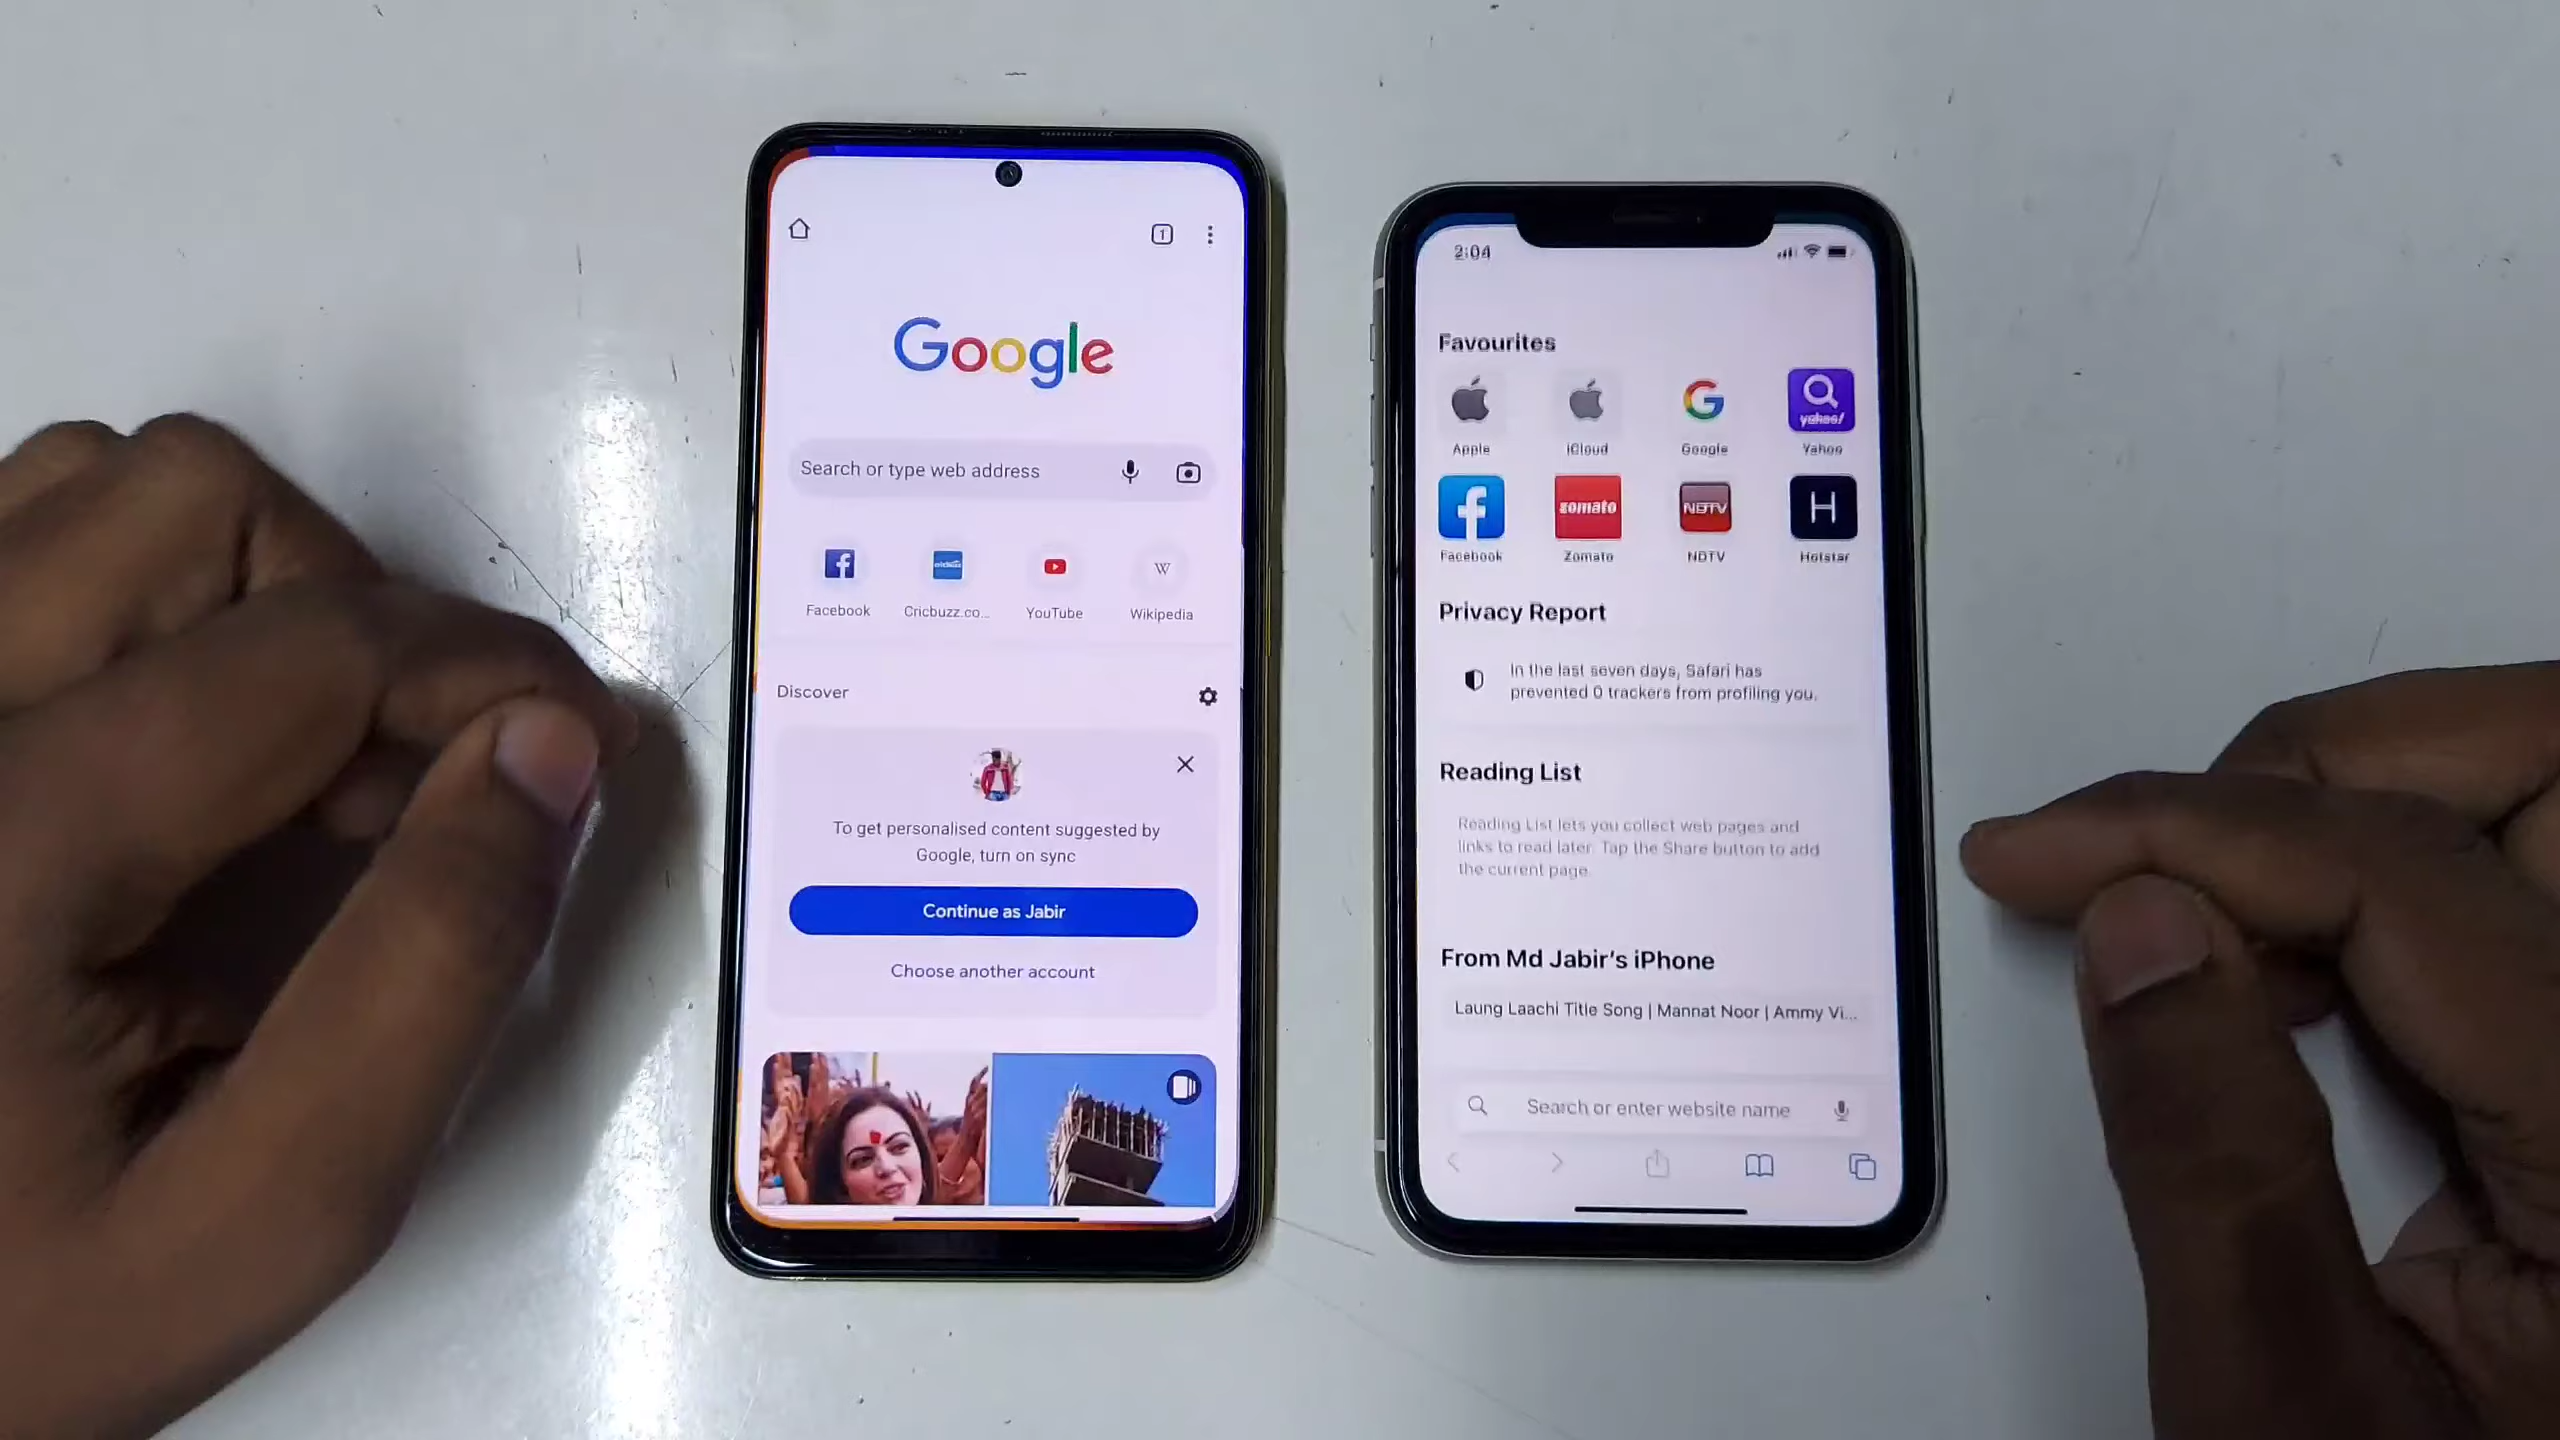 1
Google
Search or type web address
Facebook
Cricbuzz.co...
YouTube
W
Wikipedia
Discover
To get personalised content suggested by
Google, turn on sync
Continue as Jabir
Choose another account
2:04
Favourites
Apple
iCloud
Google
yahoo!
Yahoo
zomato
NDTV
H
Facebook
Zomato
NDTV
Hotstar
Privacy Report
In the last seven days, Safari has
prevented 0 trackers from profiling you.
Reading List
Reading List lets you collect web pages and
links to read later. Tap the Share button to add
the current page.
From Md Jabir's iPhone
Laung Laachi Title Song | Mannat Noor | Ammy Vi...
Search or enter website name